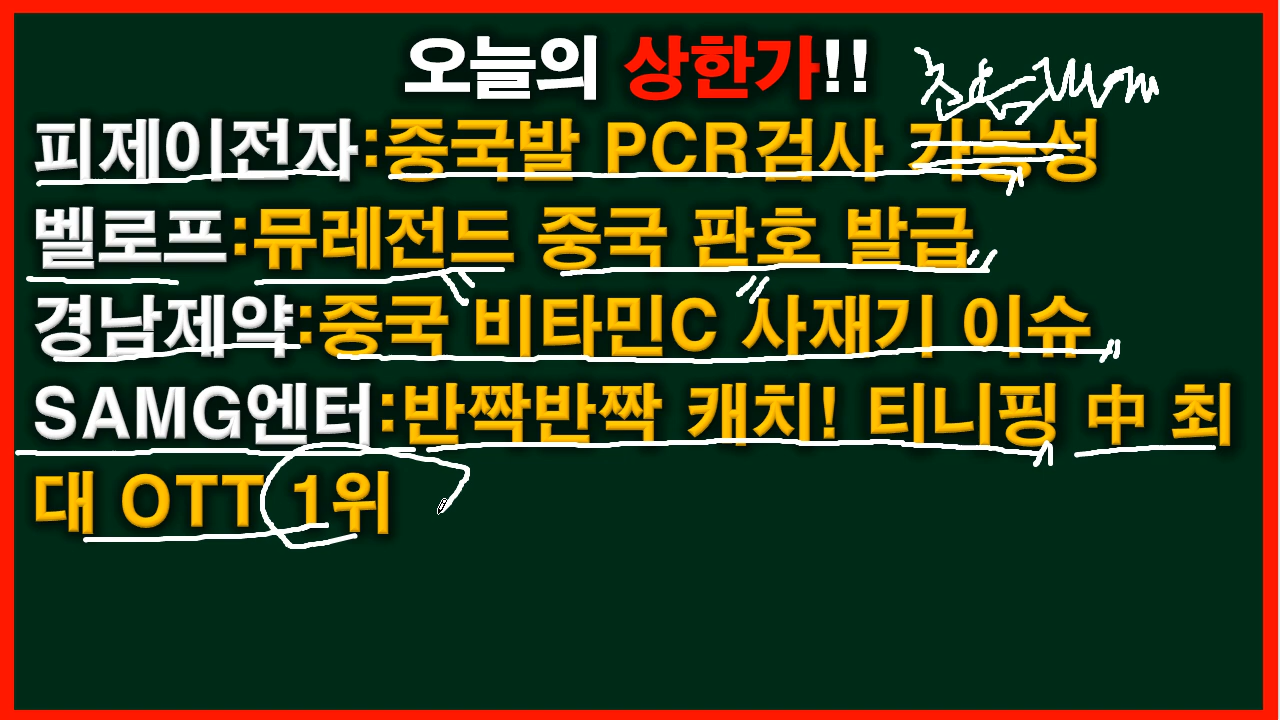 오늘의 상한가!!
피제이전자:중국발 PCR검사 가능성
벨로프:뮤레전드 중국 판호 발급
경남제약:중국 비타민C 사재기 이슈
SAMG엔터:반짝반짝 캐치! 티니핑 中 최
대 OTT 1위